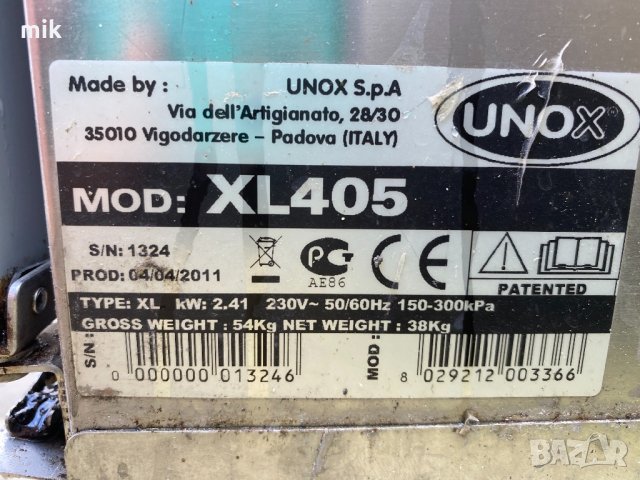 mik
Made by :
UNOX S.p.A
Via dell'Artigianato, 28/30
35010 Vigodarzere – Padova (ITALY)
UNOX
MOD: XL405
S/N: 1324
PROD: 04/04/2011
PG
AE86
CE
PATENTED
TYPE: XL kW: 2.41 230V~ 50/60Hz 150-300kPa
GROSS WEIGHT : 54Kg NET WEIGHT : 38Kg
S/N:
0 000000 013246
MOD:
8 029212 003366
BAZAR